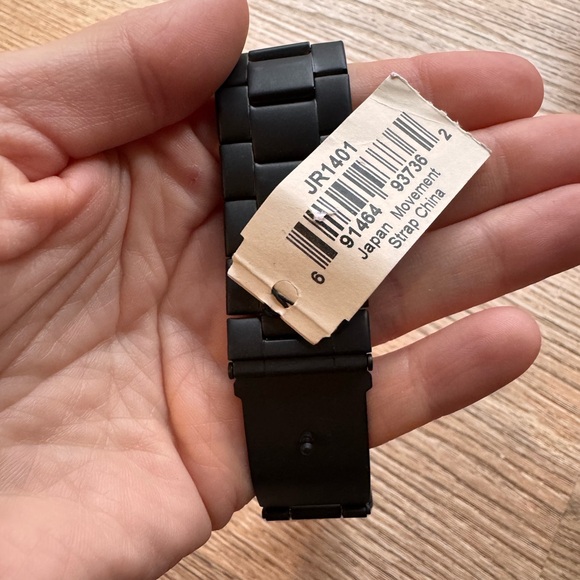 JR1401
6 91464 93736 2
Japan Movement
Strap China